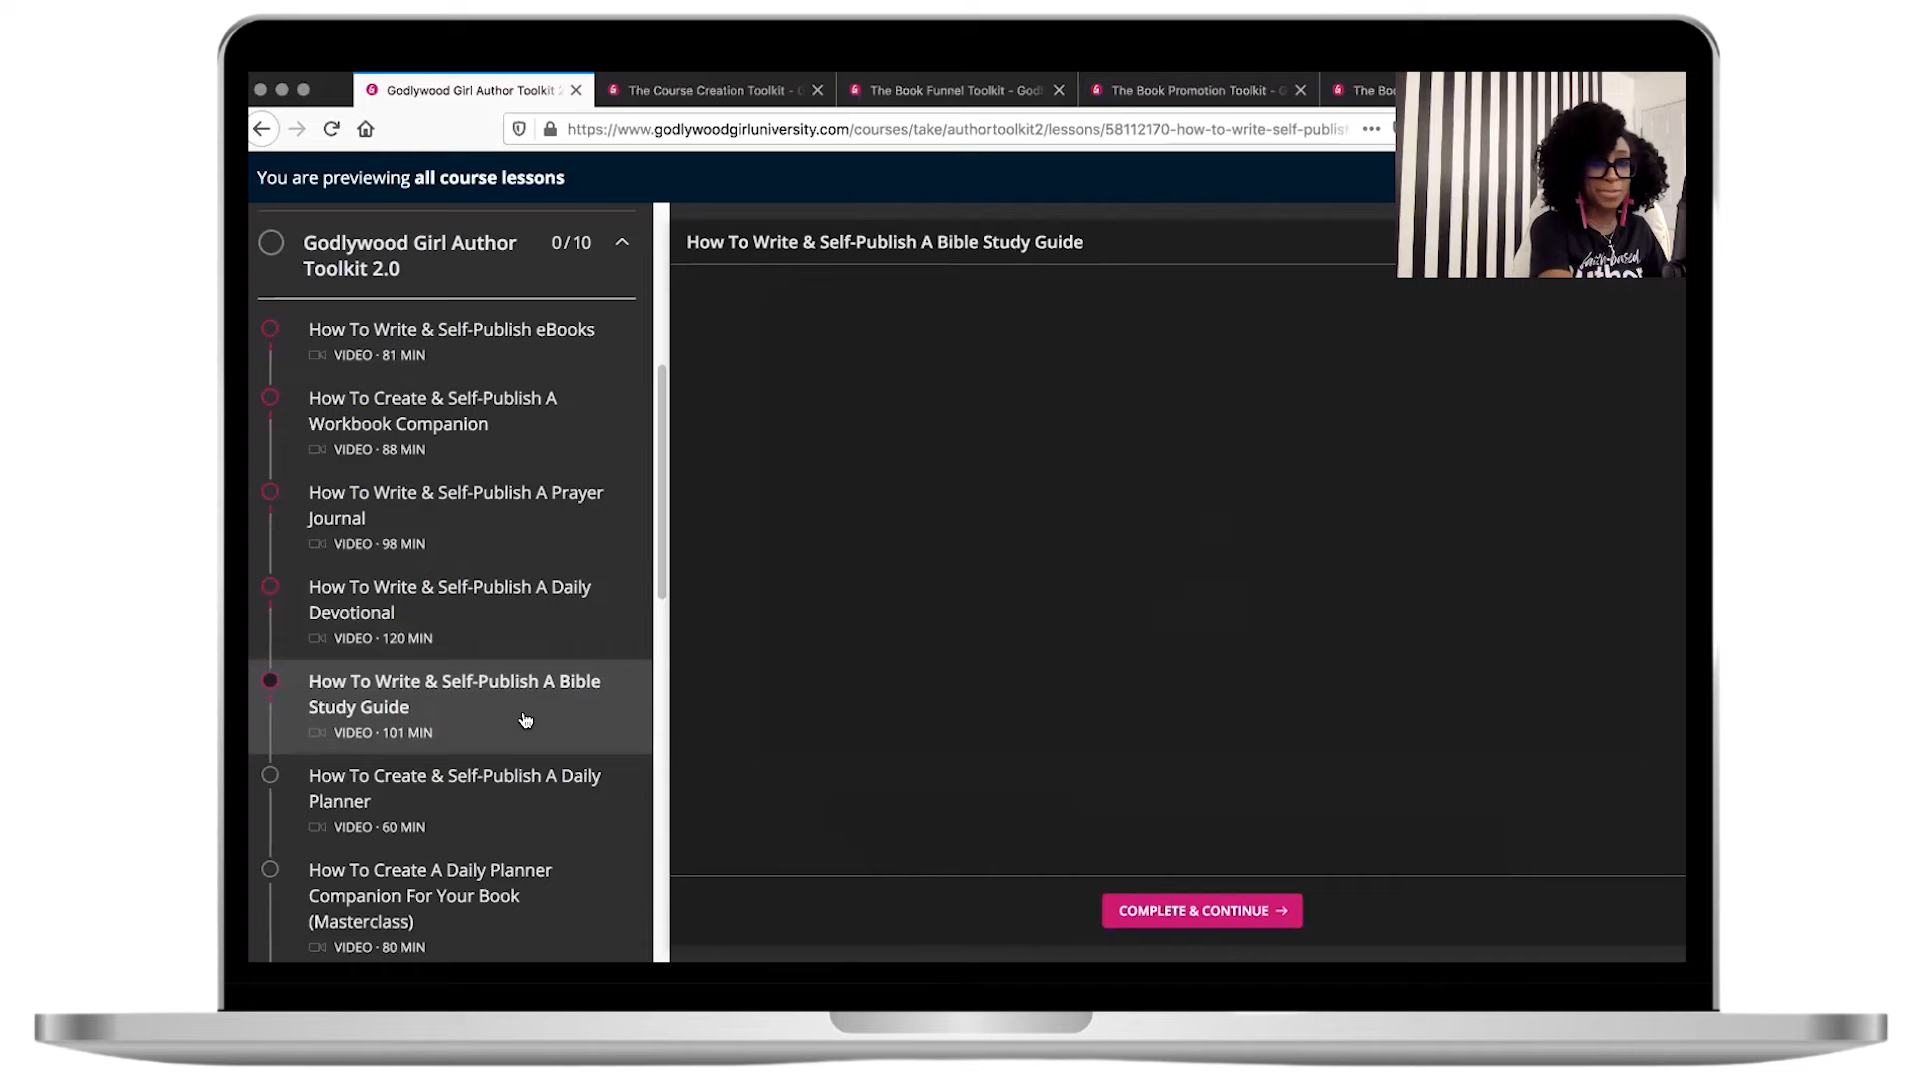 Godlywood Girl Author Toolkit
The Course Creation Toolkit -
The Book Funnel Toolkit - God
The Book Promotion Toolkit - G
The Bo
https://www.godlywoodgirluniversity.com/courses/take/authortoolkit2/lessons/58112170-how-to-write-self-publish
You are previewing all course lessons
Godlywood Girl Author
Toolkit 2.0
0/10
How To Write & Self-Publish eBooks
VIDEO · 81 MIN
How To Create & Self-Publish A
Workbook Companion
VIDEO · 88 MIN
How To Write & Self-Publish A Prayer
Journal
VIDEO · 98 MIN
How To Write & Self-Publish A Daily
Devotional
VIDEO · 120 MIN
How To Write & Self-Publish A Bible
Study Guide
VIDEO · 101 MIN
How To Create & Self-Publish A Daily
Planner
VIDEO · 60 MIN
How To Create A Daily Planner
Companion For Your Book
(Masterclass)
VIDEO · 80 MIN
How To Write & Self-Publish A Bible Study Guide
COMPLETE & CONTINUE →
faith-based
Author